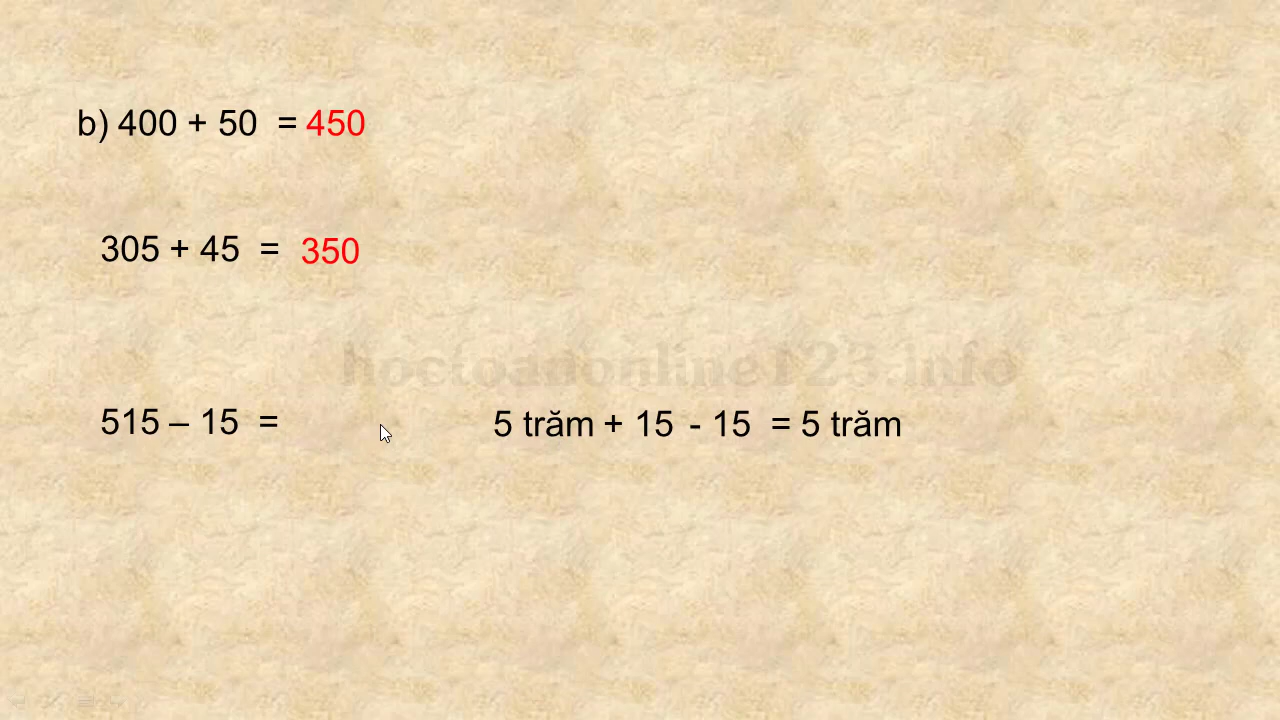 b) 400 + 50 = 450
305 + 45 = 350
hoctoanonline123.info
515 – 15 = 5 trăm + 15 - 15 = 5 trăm